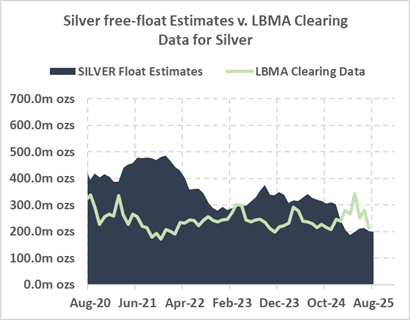 Silver free-float Estimates v. LBMA Clearing
Data for Silver
SILVER Float Estimates LBMA Clearing Data
700.0m ozs
600.0m ozs
500.0m ozs
400.0m ozs
300.0m ozs
200.0m ozs
100.0m ozs
0.0m ozs
Aug-20 Jun-21 Apr-22 Feb-23 Dec-23 Oct-24 Aug-25